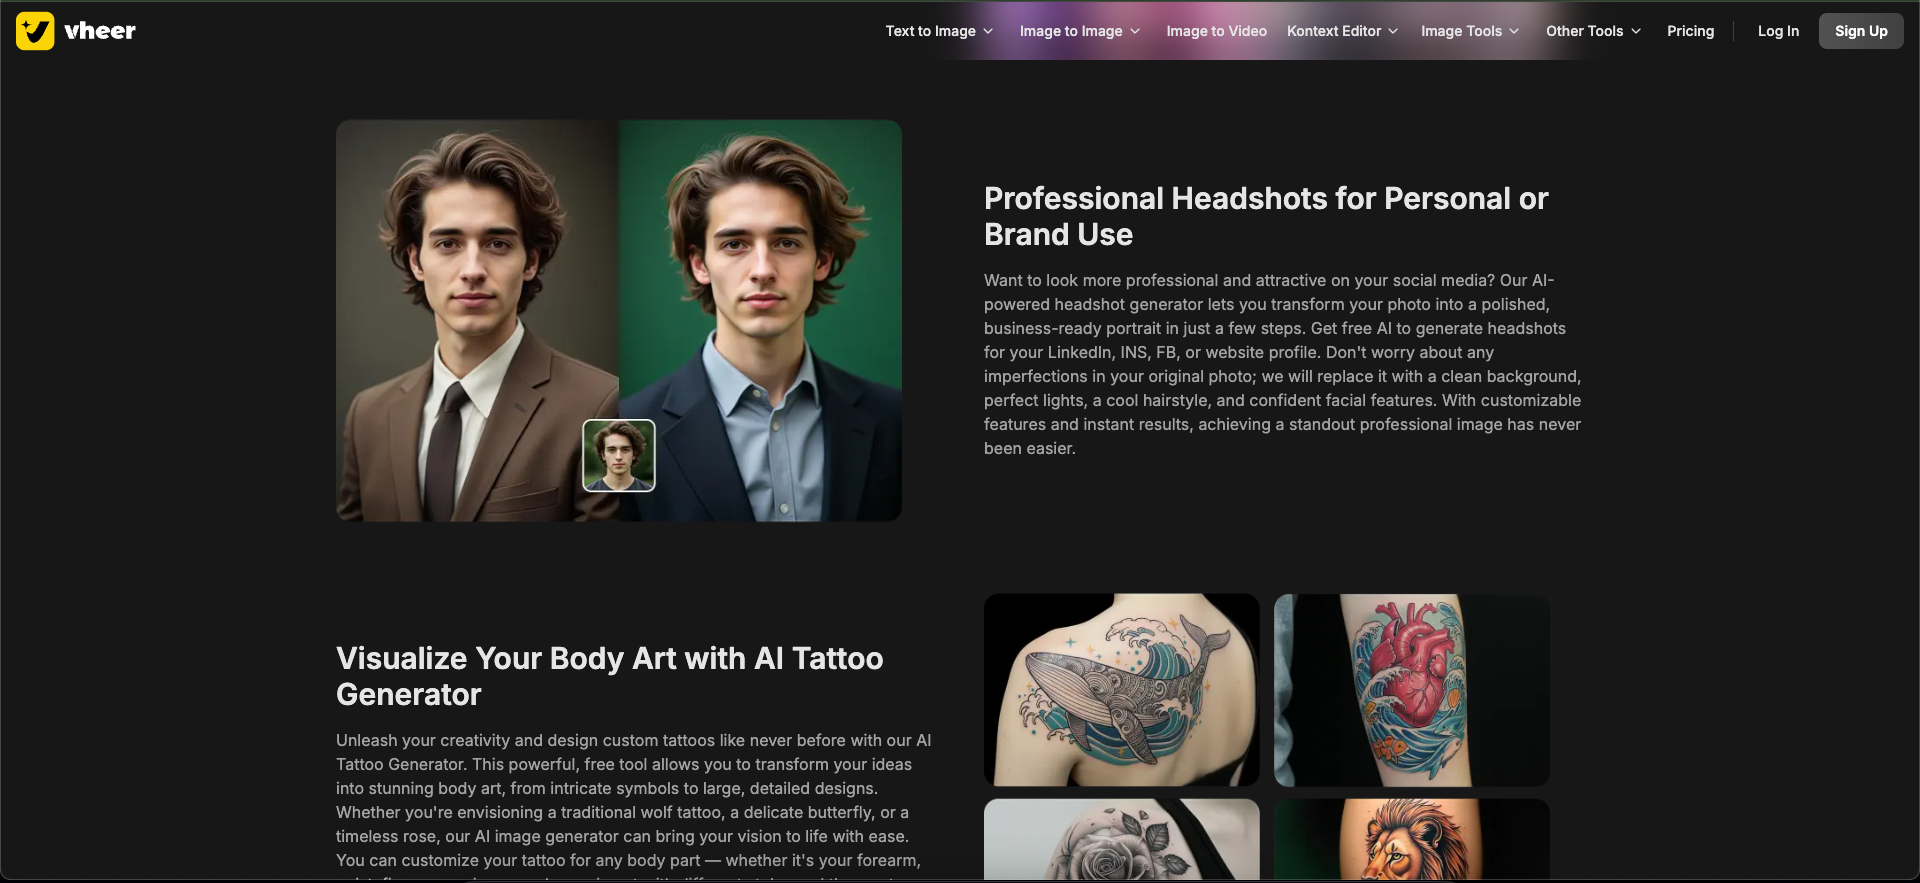 vheer
Text to Image
Image to Image
Image to Video
Kontext Editor
Image Tools
Other Tools
Pricing
Log In
Sign Up
Professional Headshots for Personal or
Brand Use
Want to look more professional and attractive on your social media? Our AI-
powered headshot generator lets you transform your photo into a polished,
business-ready portrait in just a few steps. Get free AI to generate headshots
for your LinkedIn, INS, FB, or website profile. Don't worry about any
imperfections in your original photo; we will replace it with a clean background,
perfect lights, a cool hairstyle, and confident facial features. With customizable
features and instant results, achieving a standout professional image has never
been easier.
Visualize Your Body Art with AI Tattoo
Generator
Unleash your creativity and design custom tattoos like never before with our AI
Tattoo Generator. This powerful, free tool allows you to transform your ideas
into stunning body art, from intricate symbols to large, detailed designs.
Whether you're envisioning a traditional wolf tattoo, a delicate butterfly, or a
timeless rose, our AI image generator can bring your vision to life with ease.
You can customize your tattoo for any body part — whether it's your forearm,